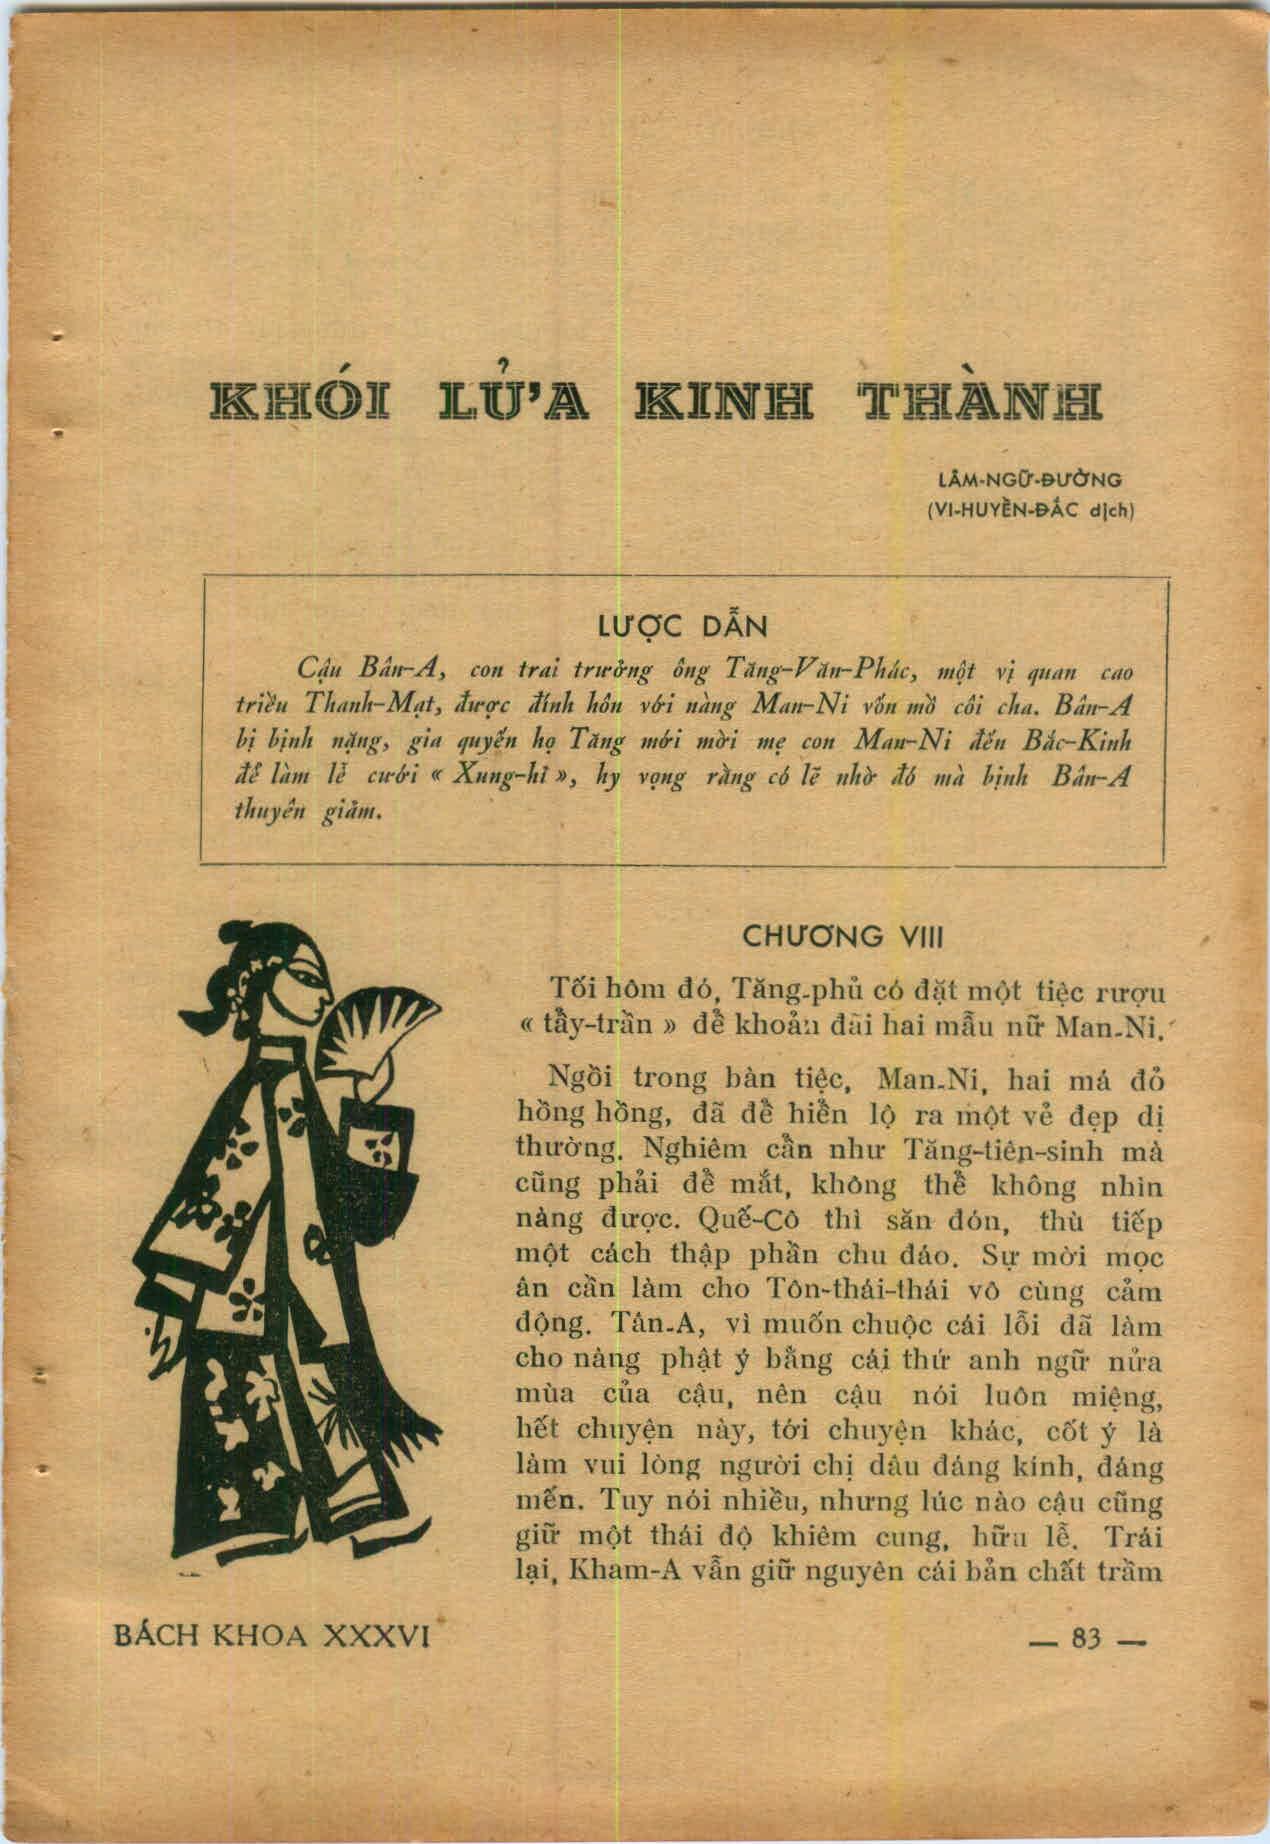 KHÓI LỬA KINH THÀNH
LÂM-NGỮ-ĐƯỜNG
(VI-HUYỀN-ĐẮC dịch)
LƯỢC DẪN
Cậu Bân-A, con trai trưởng ông Tăng-Văn-Phác, một vị quan cao
triều Thanh-Mạt, được đính hôn với nàng Man-Ni vốn mồ côi cha. Bân-A
bị bịnh nặng, gia quyến họ Tăng mới mời mẹ con Man-Ni đến Bắc-Kinh
để làm lễ cưới « Xung-hỉ », hy vọng rằng có lẽ nhờ đó mà bịnh Bân-A
thuyên giảm.
CHƯƠNG VIII
Tối hôm đó, Tăng-phủ có đặt một tiệc rượu
« tẩy-trần » để khoản đãi hai mẫu nữ Man-Ni.
Ngồi trong bàn tiệc, Man-Ni, hai má đỏ
hồng hồng, đã để hiển lộ ra một vẻ đẹp dị
thường. Nghiêm cẩn như Tăng-tiên-sinh mà
cũng phải để mắt, không thể không nhìn
nàng được. Quế-Cô thì săn đón, thù tiếp
một cách thập phần chu đáo. Sự mời mọc
ân cần làm cho Tôn-thái-thái vô cùng cảm
động. Tân-A, vì muốn chuộc cái lỗi đã làm
cho nàng phật ý bằng cái thứ anh ngữ nửa
mùa của cậu, nên cậu nói luôn miệng,
hết chuyện này, tới chuyện khác, cốt ý là
làm vui lòng người chị dâu đáng kính, đáng
mến. Tuy nói nhiều, nhưng lúc nào cậu cũng
giữ một thái độ khiêm cung, hữu lễ. Trái
lại, Kham-A vẫn giữ nguyên cái bản chất trầm
BÁCH KHOA XXXVI
— 83 —